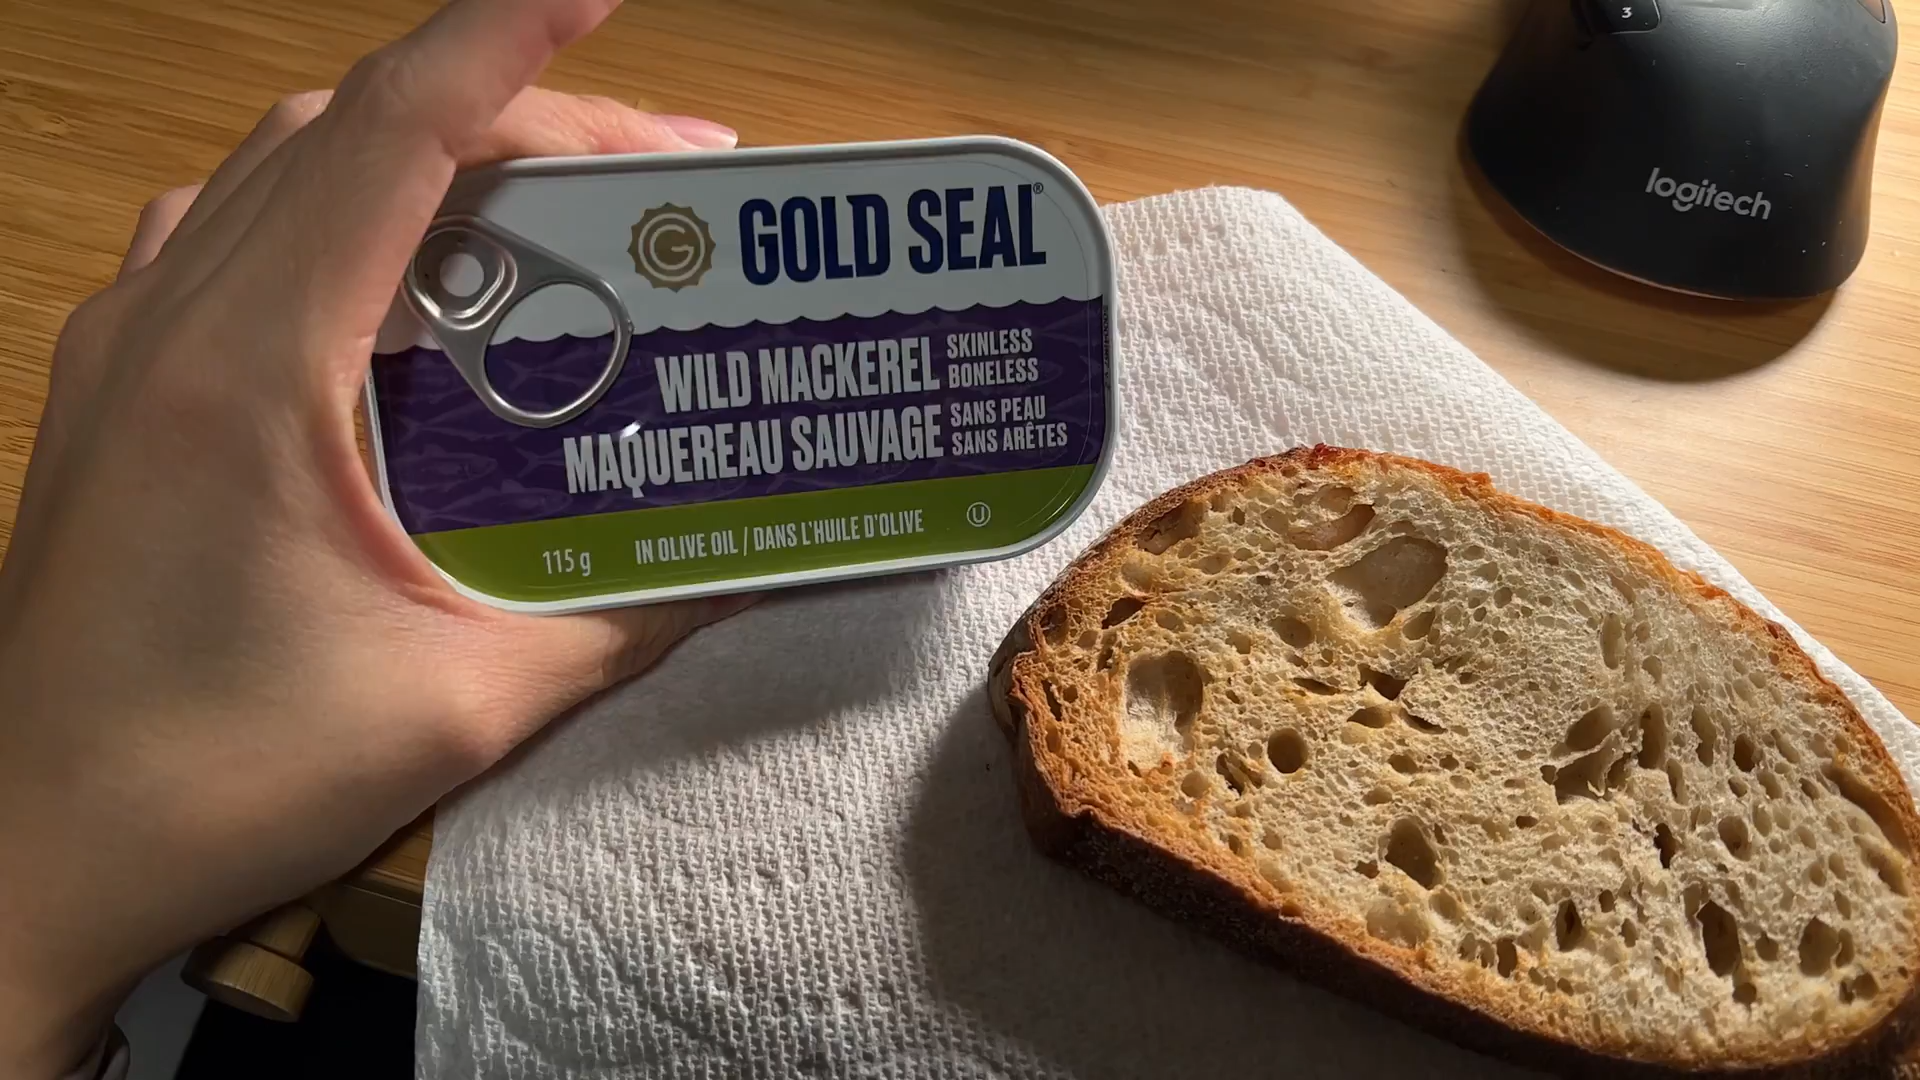 GOLD SEAL®
WILD MACKEREL
SKINLESS
BONELESS
MAQUEREAU SAUVAGE
SANS PEAU
SANS ARÊTES
115 g
IN OLIVE OIL / DANS L'HUILE D'OLIVE
U
G
3
logitech